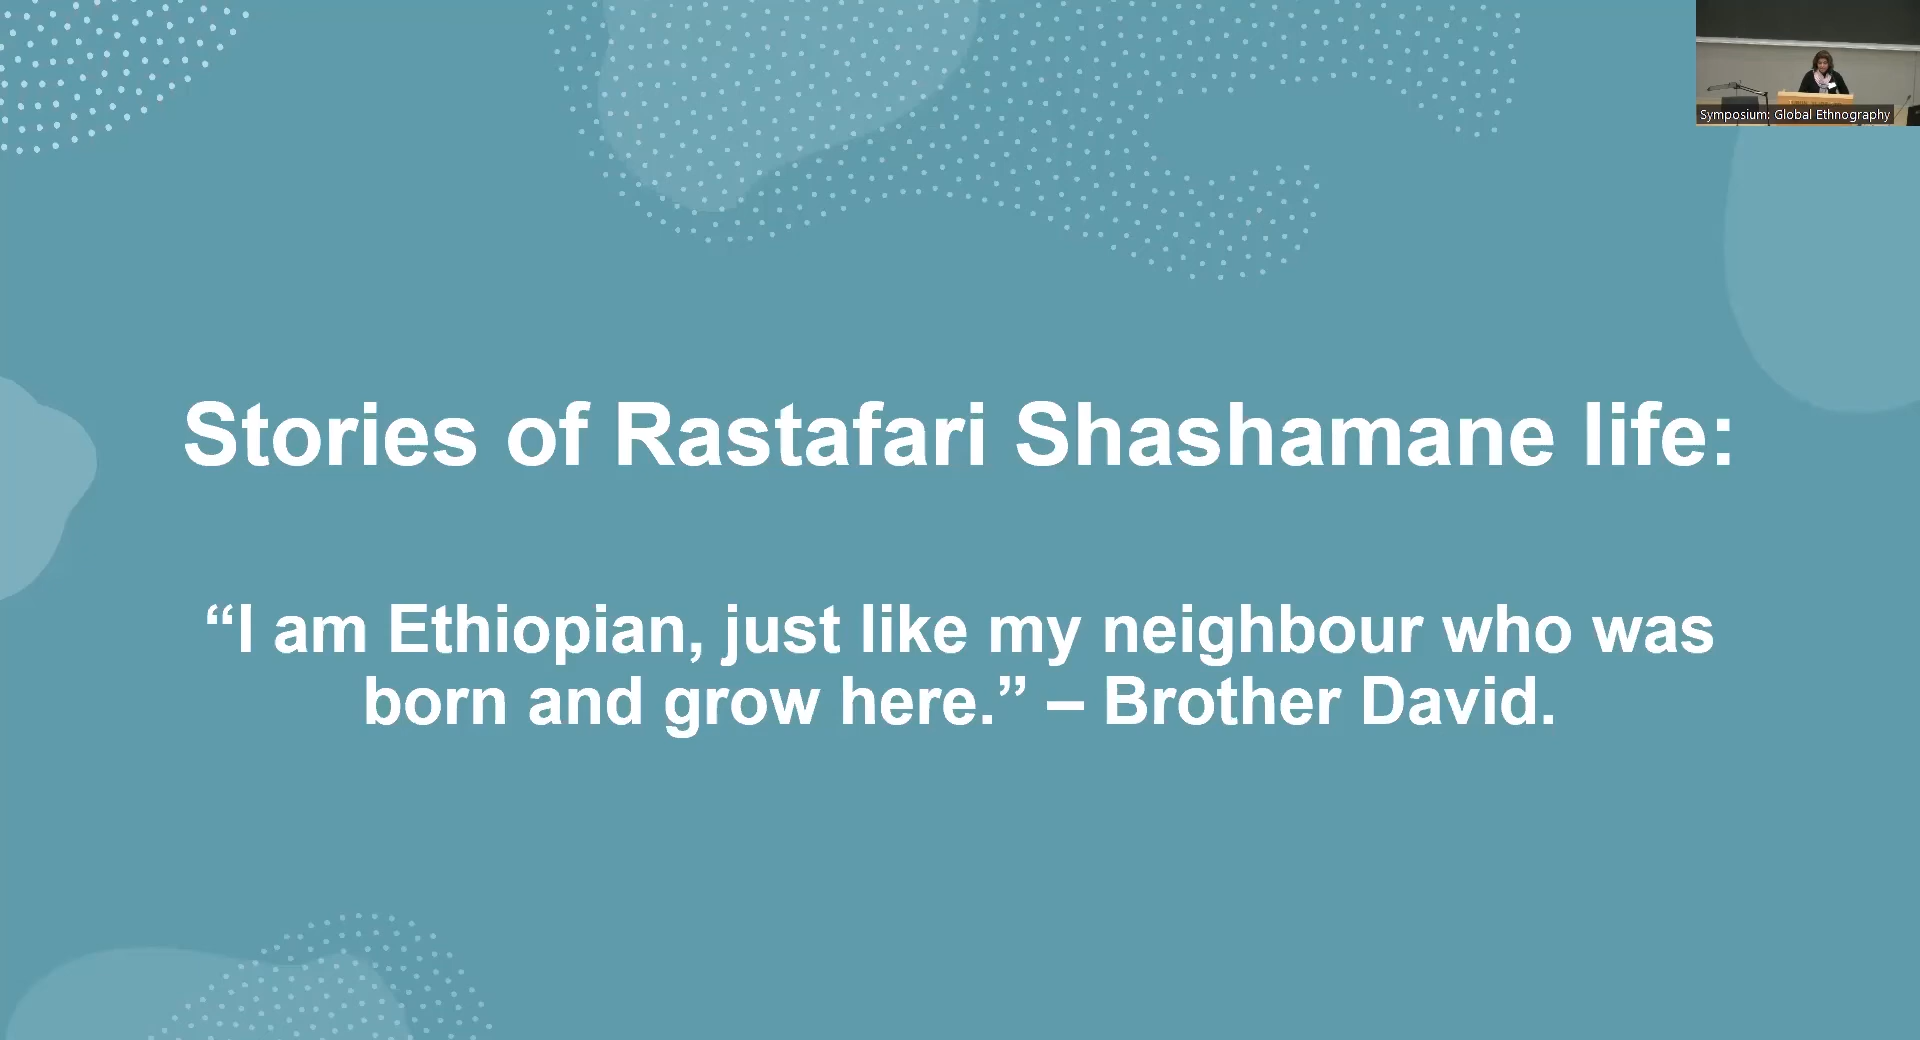 Symposium: Global Ethnography
Stories of Rastafari Shashamane life:
“I am Ethiopian, just like my neighbour who was
born and grow here.” – Brother David.